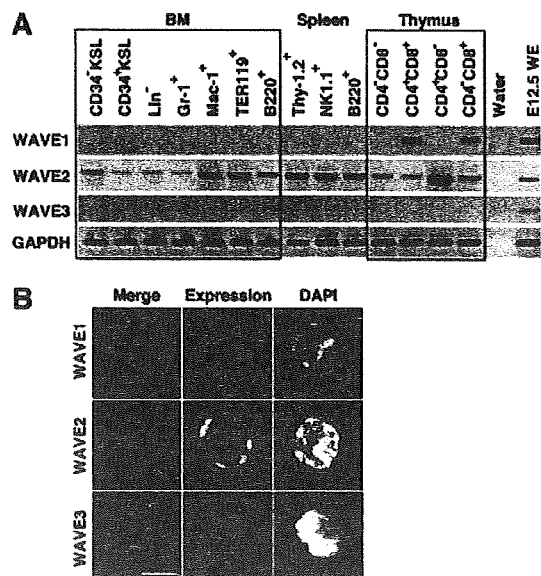 A
BM
Spleen
Thymus
CD34⁻KSL
CD34⁺KSL
Lin⁻
Gr-1⁺
Mac-1⁺
TER119⁺
B220⁺
Thy-1.2⁺
NK1.1⁺
B220⁺
CD4⁻CD8⁻
CD4⁺CD8⁺
CD4⁺CD8⁻
CD4⁻CD8⁺
Water
E12.5 WE
WAVE1
WAVE2
WAVE3
GAPDH
B
Merge
Expression
DAPI
WAVE1
WAVE2
WAVE3